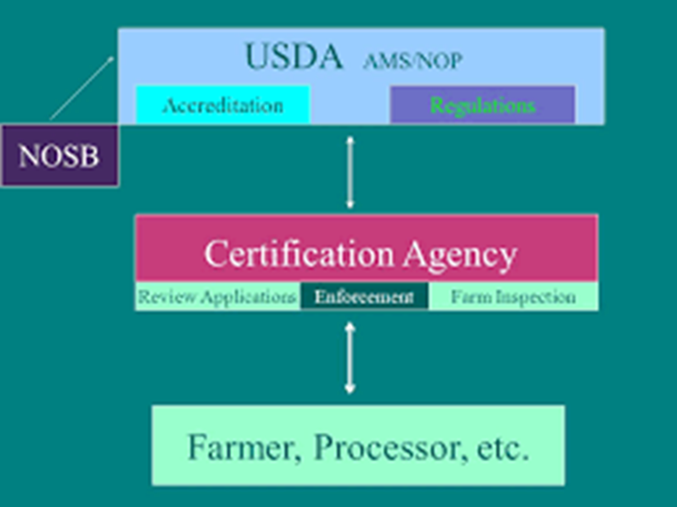 USDA AMS/NOP
Accreditation
Regulations
NOSB
Certification Agency
Review Applications
Enforcement
Farm Inspection
Farmer, Processor, etc.